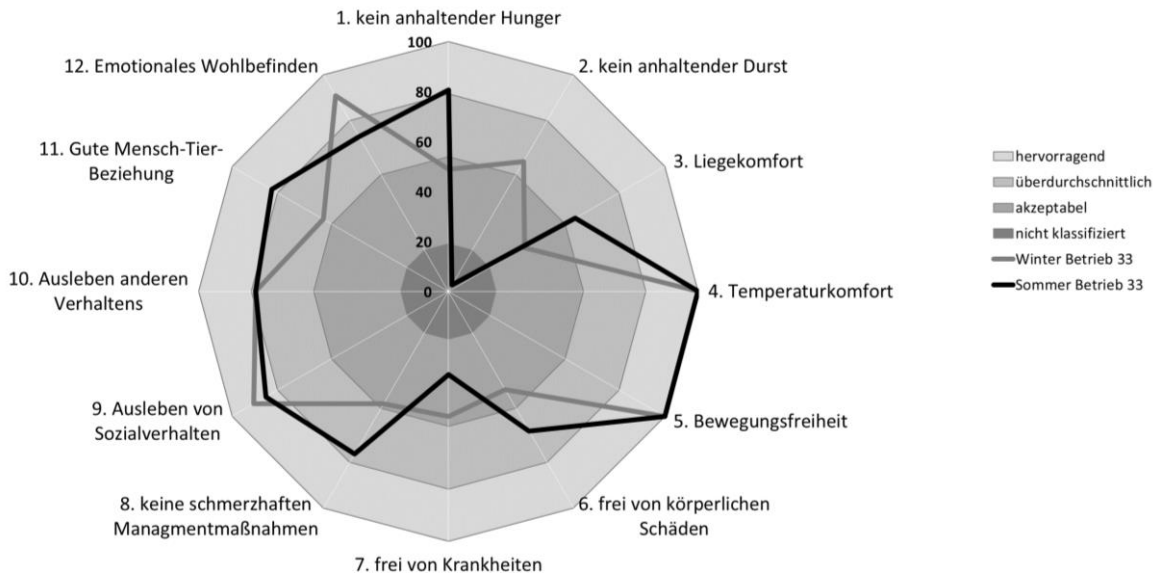 1. kein anhaltender Hunger
100
12. Emotionales Wohlbefinden
2. kein anhaltender Durst
80
11. Gute Mensch-Tier-
Beziehung
60
3. Liegekomfort
40
20
10. Ausleben anderen
Verhaltens
0
4. Temperaturkomfort
9. Ausleben von
Sozialverhalten
5. Bewegungsfreiheit
8. keine schmerzhaften
Managmentmaßnahmen
6. frei von körperlichen
Schäden
7. frei von Krankheiten
hervorragend
überdurchschnittlich
akzeptabel
nicht klassifiziert
Winter Betrieb 33
Sommer Betrieb 33